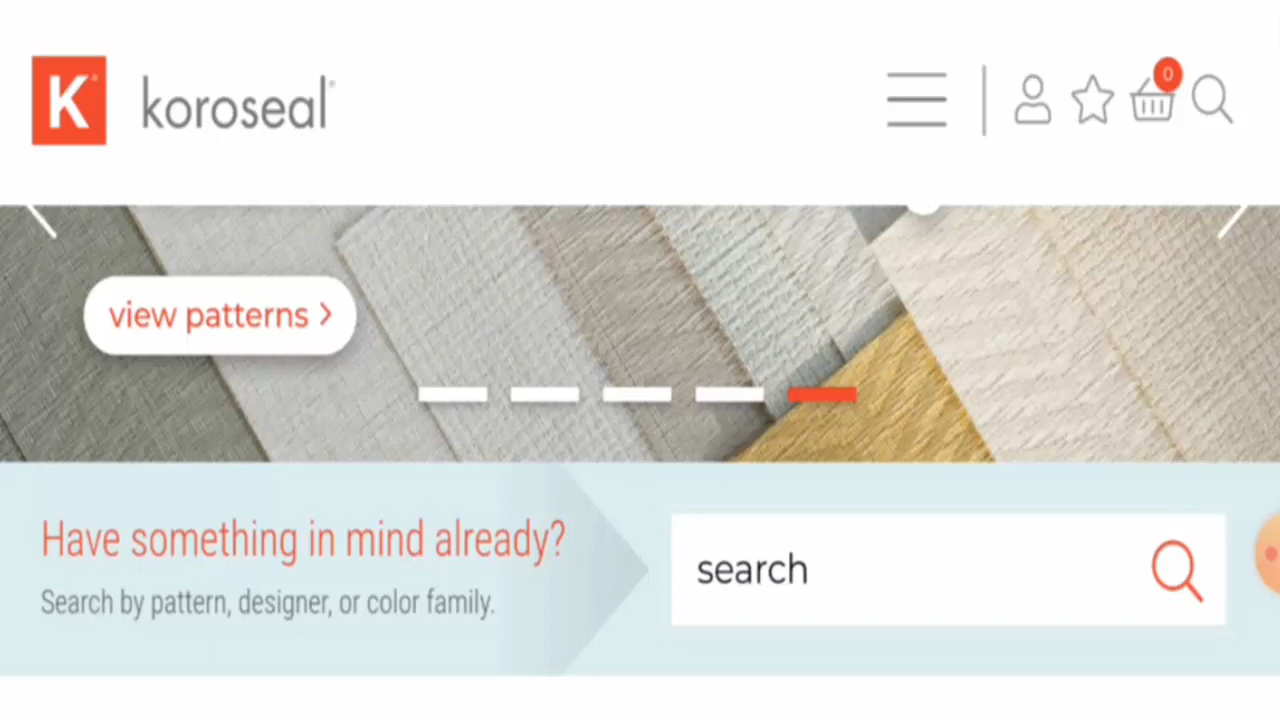 K®
koroseal®
0
view patterns >
Have something in mind already?
Search by pattern, designer, or color family.
search